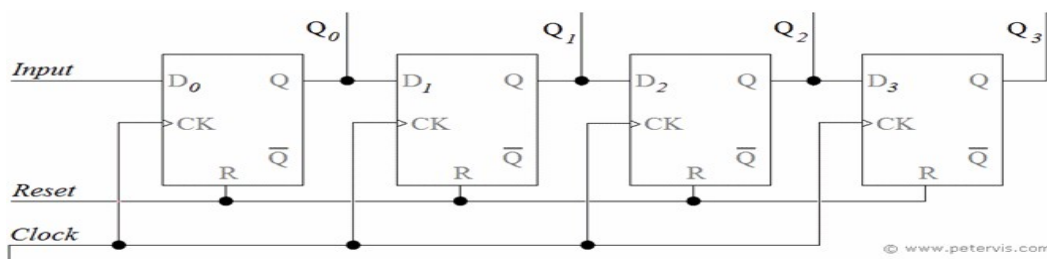 Q0 Q1 Q2 Q3
Input D0 Q D1 Q D2 Q D3 Q
CK CK CK CK
Q̅ Q̅ Q̅ Q̅
R R R R
Reset
Clock
© www.petervis.com